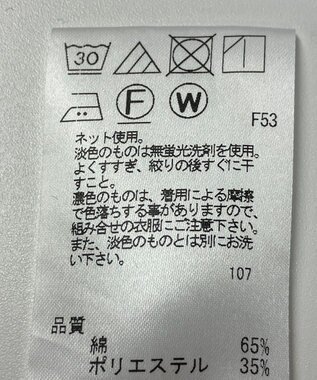 30
F W F53
ネット使用。
淡色のものは無蛍光洗剤を使用。
よくすすぎ、絞りの後すぐに干
すこと。
濃色のものは、着用による摩擦
で色落ちする事がありますので、
組み合せの衣服にご注意下さい。
また、淡色のものとは別にお洗
い下さい。
107
品質
綿 65%
ポリエステル 35%